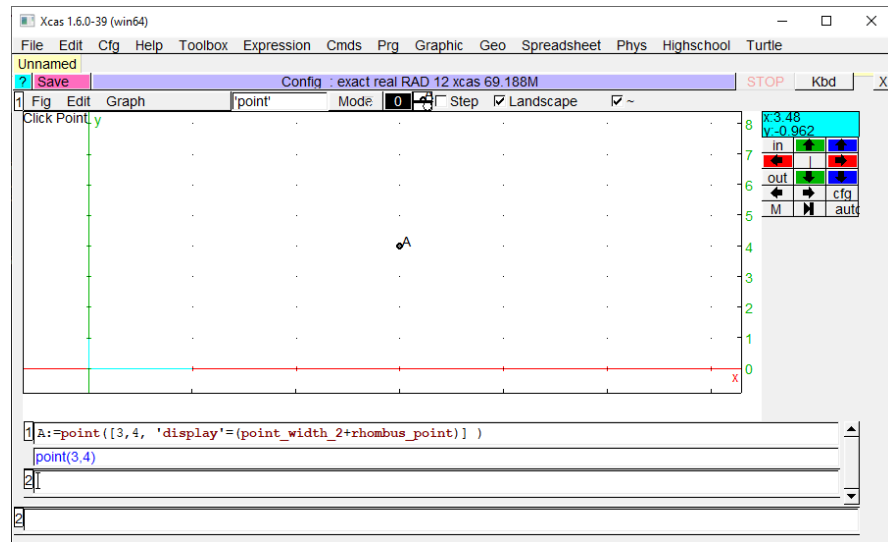 Xcas 1.6.0-39 (win64)
File Edit Cfg Help Toolbox Expression Cmds Prg Graphic Geo Spreadsheet Phys Highschool Turtle
Unnamed
? Save Config : exact real RAD 12 xcas 69.188M STOP Kbd X
1 Fig Edit Graph 'point' Mode 0 Step Landscape ~
Click Point y
8 x:3.48
y:-0.962
in
7
out
6
cfg
5 M auto
A
4
3
2
1
0
x
1 A:=point([3,4, 'display'=(point_width_2+rhombus_point)] )
point(3,4)
2
2